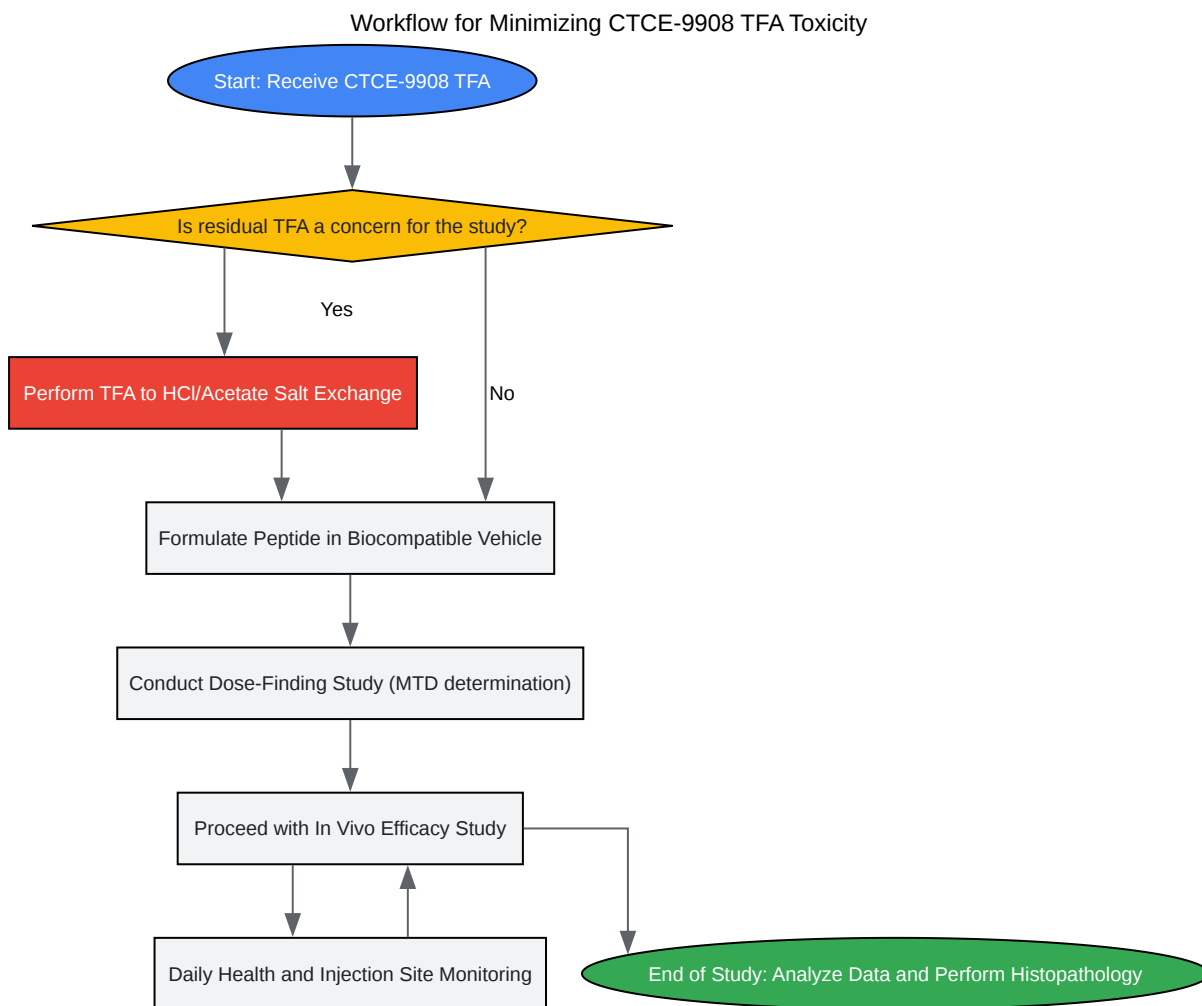 Workflow for Minimizing CTCE-9908 TFA Toxicity
Start: Receive CTCE-9908 TFA
Is residual TFA a concern for the study?
Yes
Perform TFA to HCl/Acetate Salt Exchange
No
Formulate Peptide in Biocompatible Vehicle
Conduct Dose-Finding Study (MTD determination)
Proceed with In Vivo Efficacy Study
Daily Health and Injection Site Monitoring
End of Study: Analyze Data and Perform Histopathology